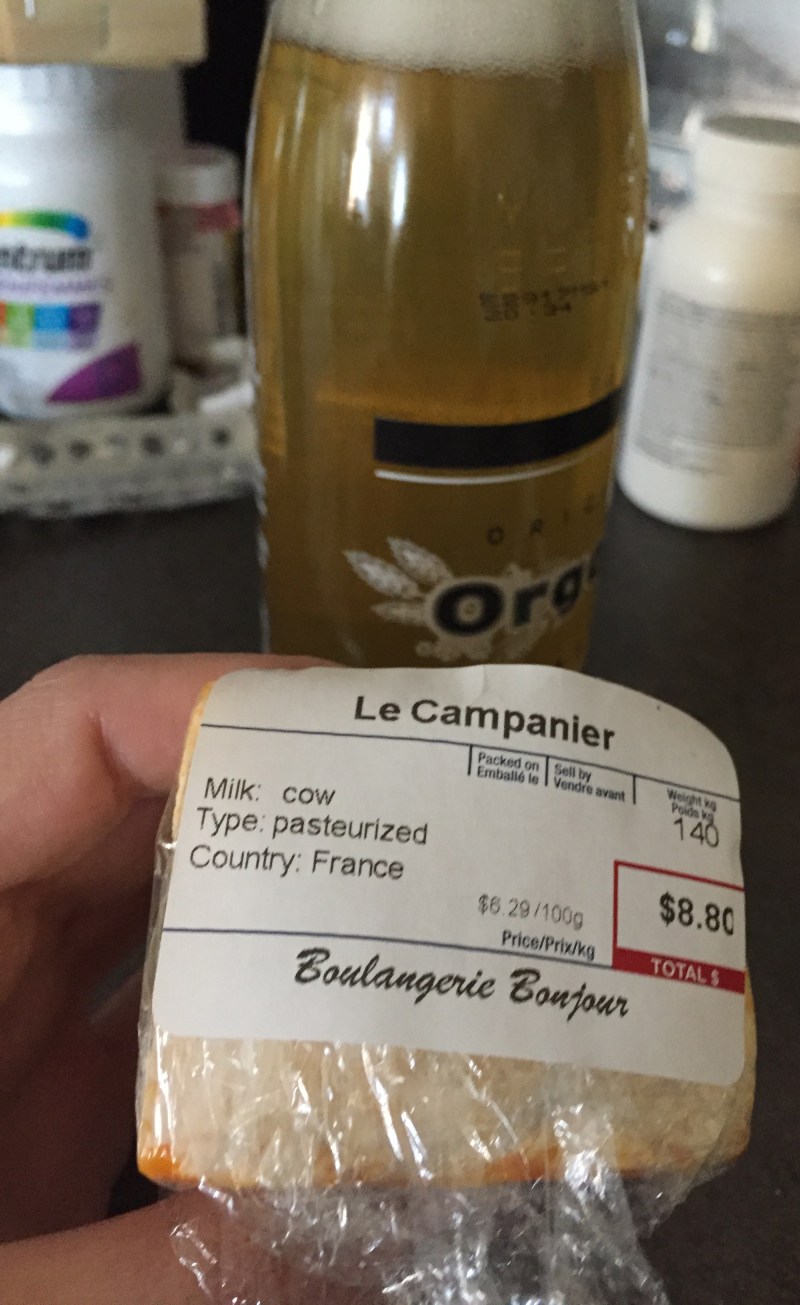 ntrum
ORIG
Org
Le Campanier
Packed on
Emballé le
Sell by
Vendre avant
Weight kg
Poids kg
140
Milk: cow
Type: pasteurized
Country: France
$6.29/100g
Price/Prix/kg
$8.80
TOTAL $
Boulangerie Bonjour